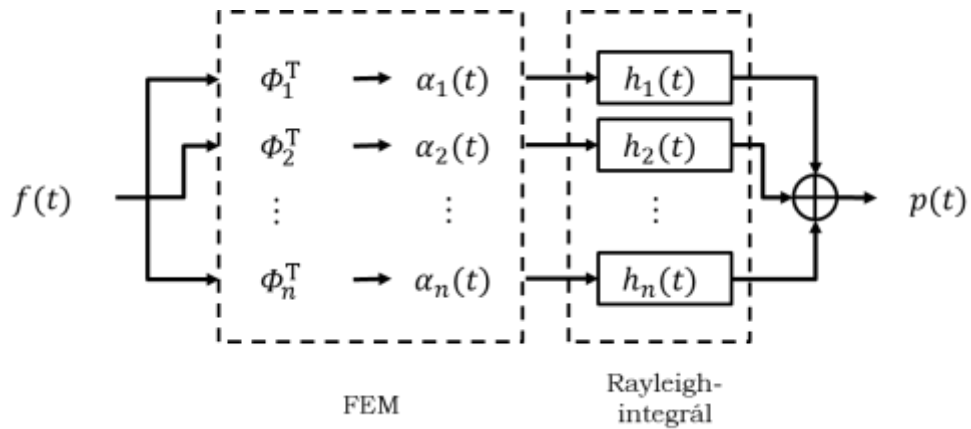 f(t)
Φ₁ᵀ → α₁(t) → h₁(t)
Φ₂ᵀ → α₂(t) → h₂(t)
⋮ ⋮ ⋮
p(t)
Φₙᵀ → αₙ(t) → hₙ(t)
FEM
Rayleigh-
integrál